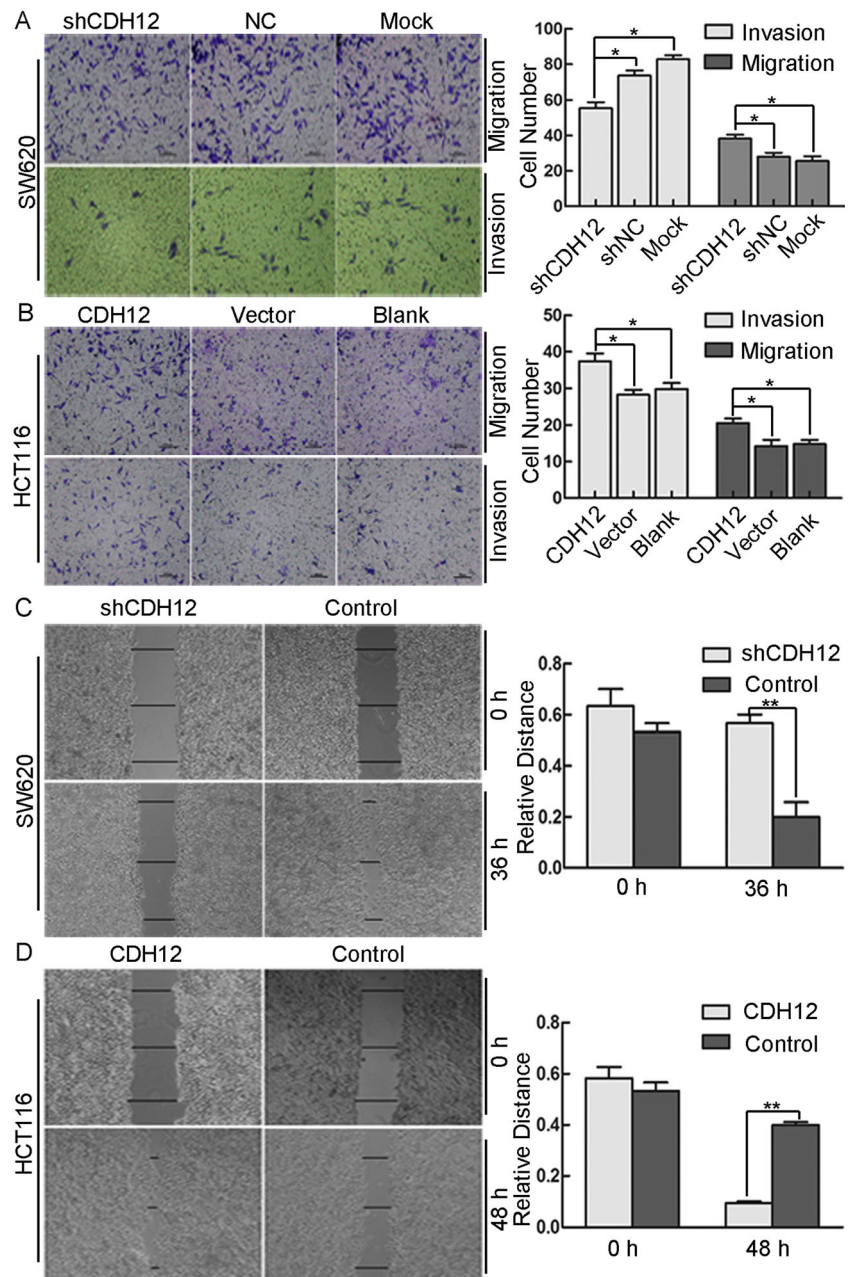 A
shCDH12 NC Mock
SW620
Migration
Invasion
Cell Number
100
80
60
40
20
0
Invasion
Migration
* * * *
shCDH12 shNC Mock shCDH12 shNC Mock
B
CDH12 Vector Blank
HCT116
Migration
Invasion
Cell Number
50
40
30
20
10
0
Invasion
Migration
* * * *
CDH12 Vector Blank CDH12 Vector Blank
C
shCDH12 Control
SW620
0 h
36 h
Relative Distance
0.8
0.6
0.4
0.2
0.0
shCDH12
Control
**
0 h 36 h
D
CDH12 Control
HCT116
0 h
48 h
Relative Distance
0.8
0.6
0.4
0.2
0.0
CDH12
Control
**
0 h 48 h